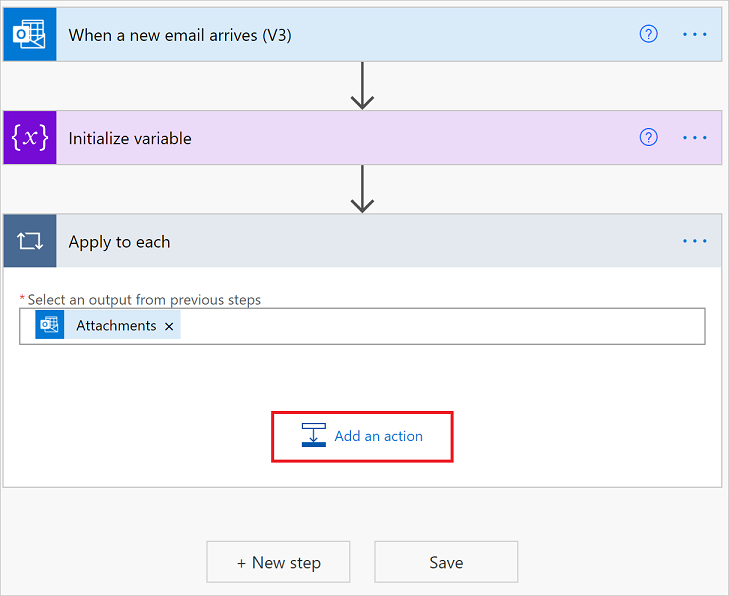 When a new email arrives (V3)
?
...
{x}
Initialize variable
?
...
Apply to each
...
* Select an output from previous steps
Attachments ×
Add an action
+ New step
Save